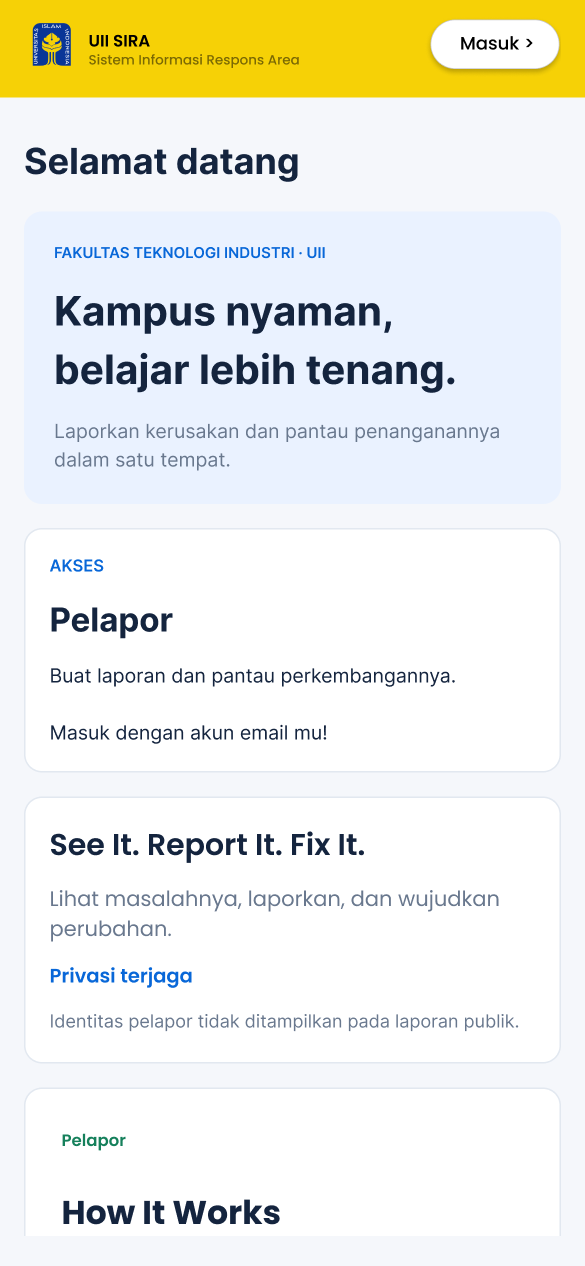 ISLAM
UNIVERSITAS
INDONESIA
UII SIRA
Sistem Informasi Respons Area
Masuk >
Selamat datang
FAKULTAS TEKNOLOGI INDUSTRI · UII
Kampus nyaman,
belajar lebih tenang.
Laporkan kerusakan dan pantau penanganannya
dalam satu tempat.
AKSES
Pelapor
Buat laporan dan pantau perkembangannya.
Masuk dengan akun email mu!
See It. Report It. Fix It.
Lihat masalahnya, laporkan, dan wujudkan
perubahan.
Privasi terjaga
Identitas pelapor tidak ditampilkan pada laporan publik.
Pelapor
How It Works